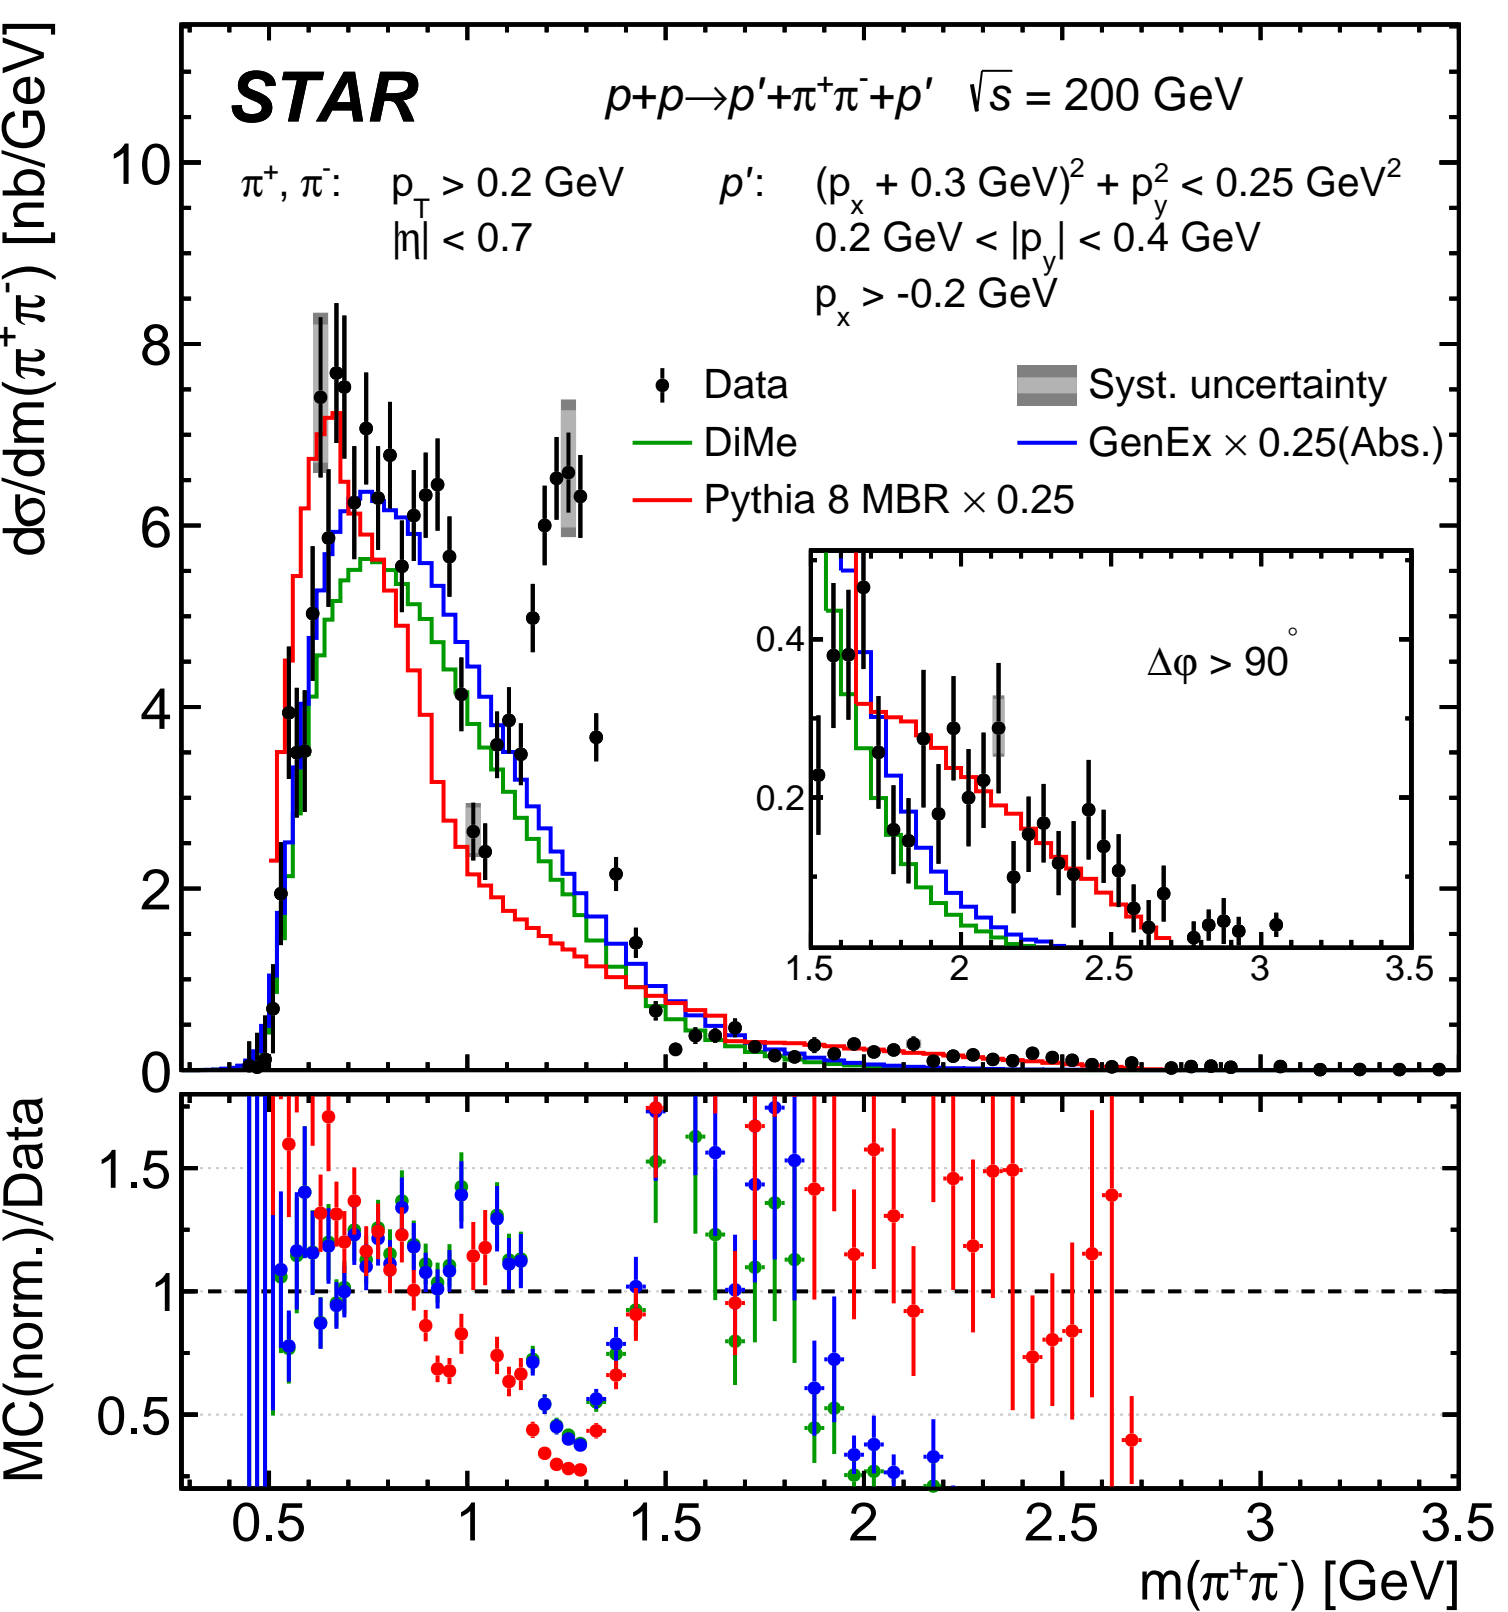 STAR p+p→p′+π⁺π⁻+p′ √s = 200 GeV
π⁺, π⁻: p_T > 0.2 GeV p′: (p_x + 0.3 GeV)² + p_y² < 0.25 GeV²
|η| < 0.7 0.2 GeV < |p_y| < 0.4 GeV
p_x > -0.2 GeV
Data Syst. uncertainty
DiMe GenEx × 0.25(Abs.)
Pythia 8 MBR × 0.25
dσ/dm(π⁺π⁻) [nb/GeV]
10
8
6
4
2
0
Δφ > 90°
0.4
0.2
1.5 2 2.5 3 3.5
MC(norm.)/Data
1.5
1
0.5
0.5 1 1.5 2 2.5 3 3.5
m(π⁺π⁻) [GeV]